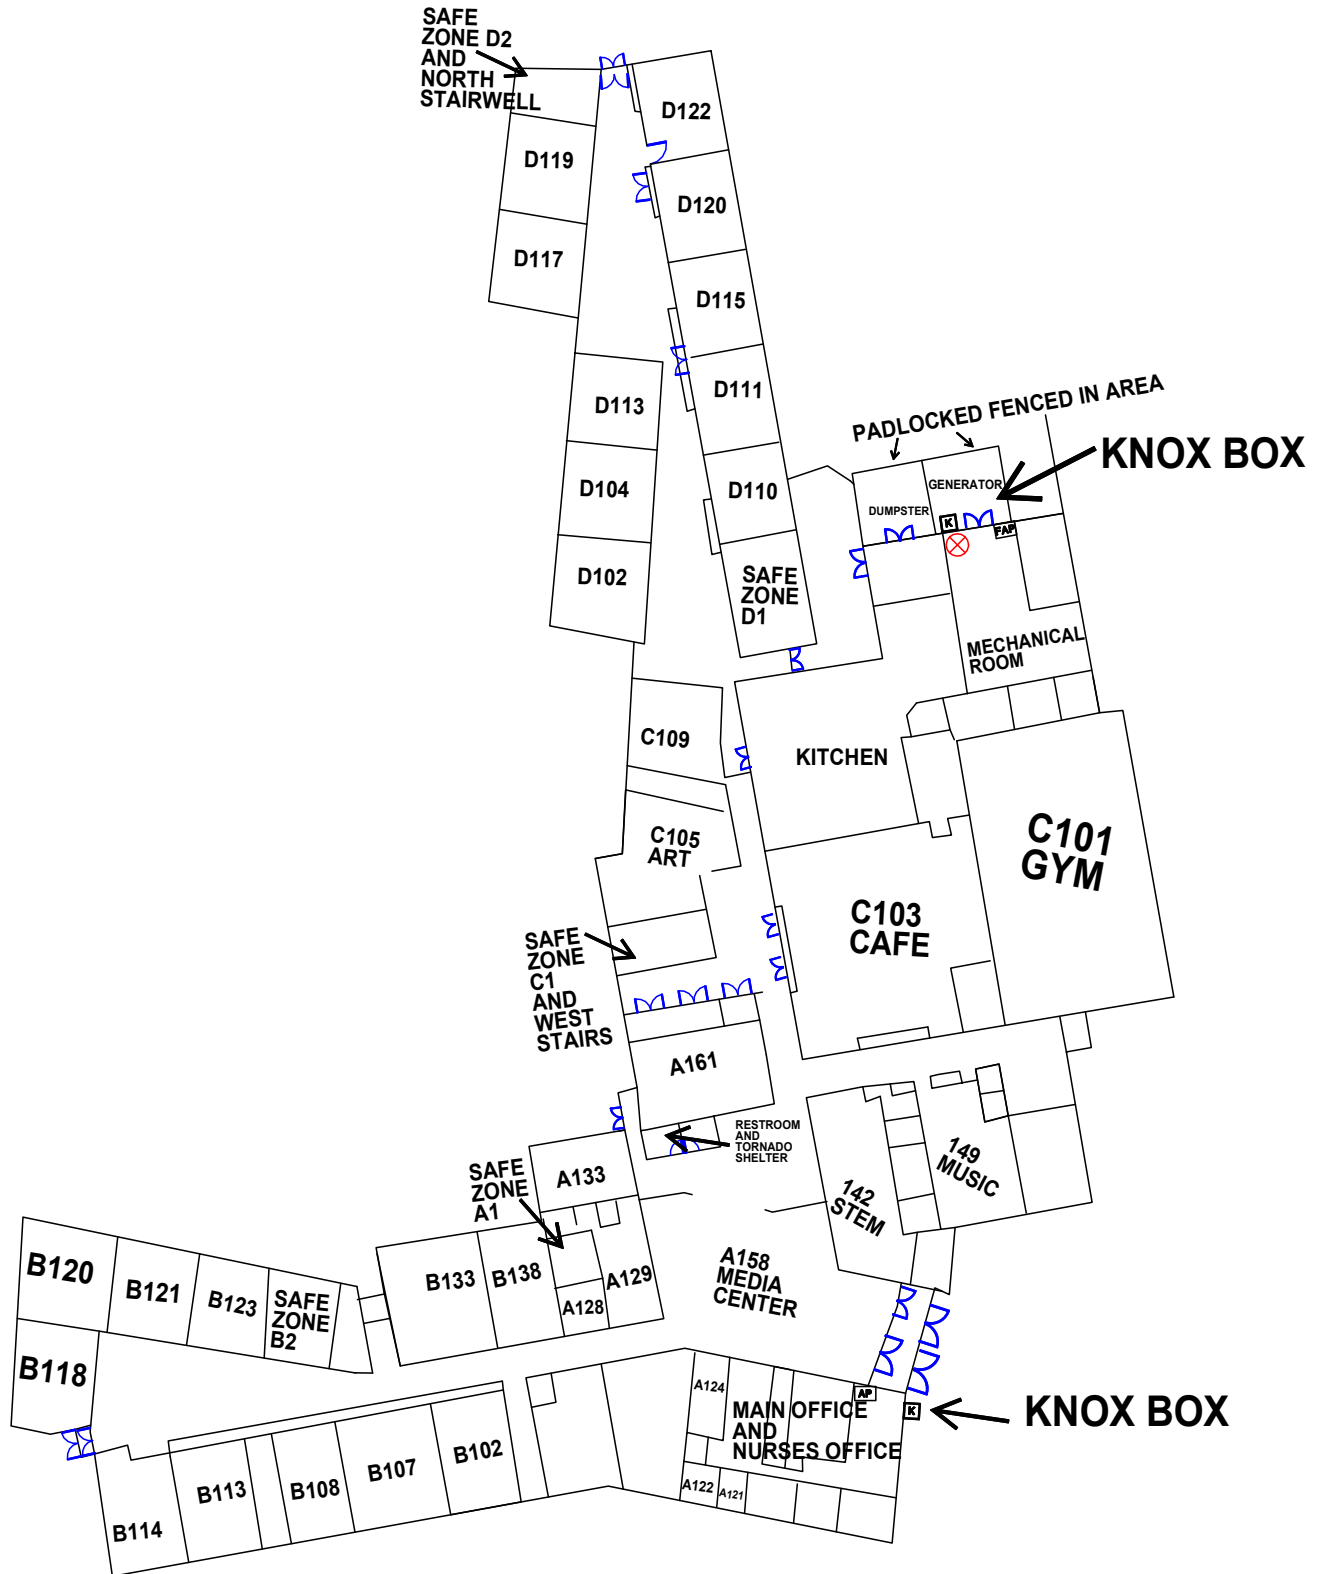 SAFE
ZONE D2
AND
NORTH
STAIRWELL
D122
D119
D120
D117
D115
D111
D113
D110
D104
D102
SAFE
ZONE
D1
PADLOCKED FENCED IN AREA
KNOX BOX
GENERATOR
DUMPSTER
K
FAP
MECHANICAL
ROOM
C109
KITCHEN
C105
ART
C101
GYM
C103
CAFE
SAFE
ZONE
C1
AND
WEST
STAIRS
A161
RESTROOM
AND
TORNADO
SHELTER
149
MUSIC
142
STEM
SAFE
ZONE
A1
A133
A158
MEDIA
CENTER
B133
B138
A129
A128
B120
B121
B123
SAFE
ZONE
B2
B118
A124
AP
K
KNOX BOX
MAIN OFFICE
AND
NURSES OFFICE
A122
A121
B102
B107
B108
B113
B114